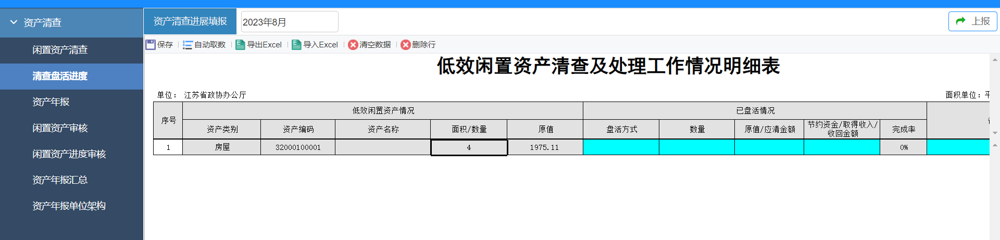 资产清查
闲置资产清查
清查盘活进度
资产年报
闲置资产审核
闲置资产进度审核
资产年报汇总
资产年报单位架构
资产清查进展填报 2023年8月 上报
保存 自动取数 导出Excel 导入Excel 清空数据 删除行
低效闲置资产清查及处理工作情况明细表
单位： 江苏省政协办公厅 面积单位：平
序号 低效闲置资产情况 已盘活情况
资产类别 资产编码 资产名称 面积/数量 原值 盘活方式 数量 原值/应清金额 节约资金/取得收入/
收回金额 完成率
1 房屋 32000100001 4 1975.11 0%